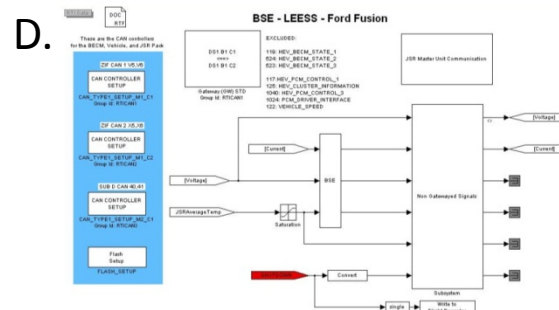 D.
DOC
RTF
These are the CAN controllers
for the BECM, Vehicle, and JSR Pack
ZIF CAN 1 V5,V6
CAN CONTROLLER
SETUP
CAN_TYPE1_SETUP_M1_C1
Group Id: RTICAN1
ZIF CAN 2 X5,X6
CAN CONTROLLER
SETUP
CAN_TYPE1_SETUP_M1_C2
Group Id: RTICAN2
SUB D CAN 40,41
CAN CONTROLLER
SETUP
CAN_TYPE1_SETUP_M2_C1
Flash
Setup
FLASH_SETUP
BSE - LEESS - Ford Fusion
DS1 B1 C1
<==>
DS1 B1 C2
Gateway (GW) STD
Group Id: RTICAN1
EXCLUDED:
119: HEV_BECM_STATE_1
524: HEV_BECM_STATE_2
523: HEV_BECM_STATE_3
117: HEV_PCM_CONTROL_1
125: HEV_CLUSTER_INFORMATION
1040: HEV_PCM_CONTROL_3
1024: PCM_DRIVER_INTERFACE
122: VEHICLE_SPEED
JSR Master Unit Communication
[Voltage]
[Current]
[Current]
[Voltage]
BSE
Non Gatewayed Signals
JSRAverageTemp
Saturation
Convert
Subsystem
single
Write to